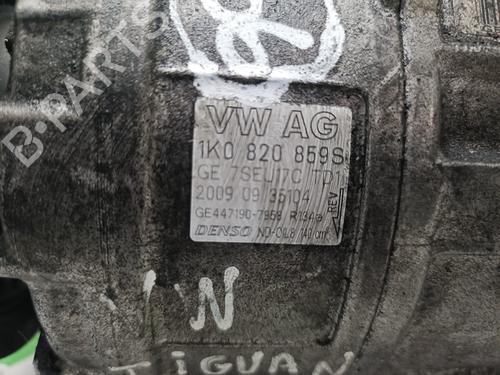 B-PARTS
VW AG
1K0 820 859S
GE 7SEU17C TD1
2009 09 35104
REV
GE447190-7858 R134a
DENSO ND-OIL8 140 cm³
VW
TIGUAN